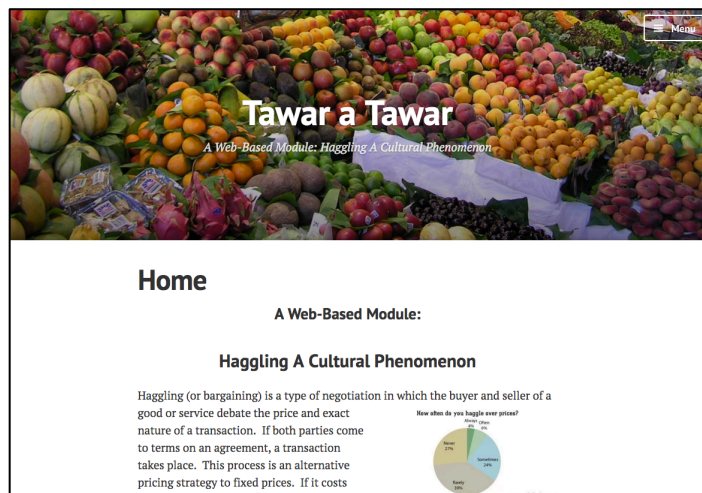 Menu
Tawar a Tawar
A Web-Based Module: Haggling A Cultural Phenomenon
Home
A Web-Based Module:
Haggling A Cultural Phenomenon
Haggling (or bargaining) is a type of negotiation in which the buyer and seller of a
good or service debate the price and exact
nature of a transaction.  If both parties come
to terms on an agreement, a transaction
takes place.  This process is an alternative
pricing strategy to fixed prices.  If it costs
How often do you haggle over prices?
Always
Often
Never
27%
Sometimes
24%
Rarely
39%